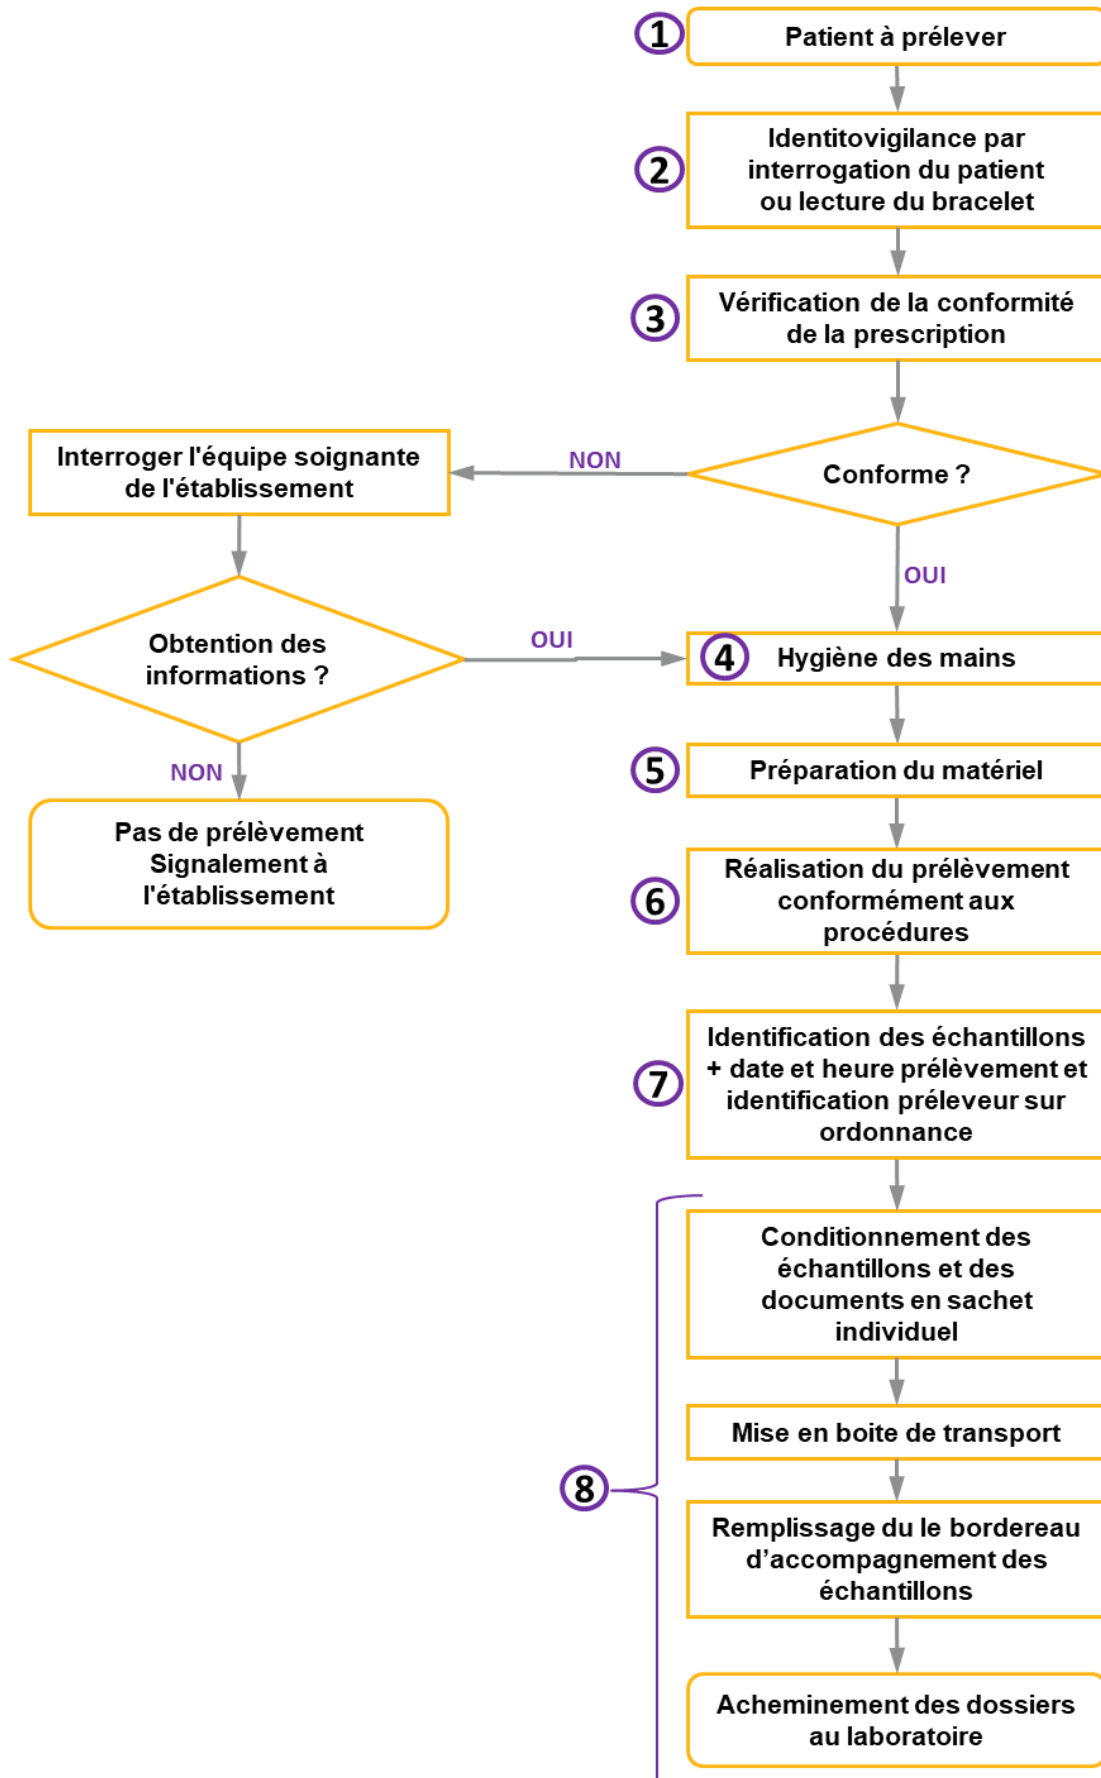 1
Patient à prélever
2
Identitovigilance par
interrogation du patient
ou lecture du bracelet
3
Vérification de la conformité
de la prescription
Conforme ?
NON
Interroger l'équipe soignante
de l'établissement
OUI
Obtention des
informations ?
OUI
NON
Pas de prélèvement
Signalement à
l'établissement
4
Hygiène des mains
5
Préparation du matériel
6
Réalisation du prélèvement
conformément aux
procédures
7
Identification des échantillons
+ date et heure prélèvement et
identification préleveur sur
ordonnance
8
Conditionnement des
échantillons et des
documents en sachet
individuel
Mise en boite de transport
Remplissage du le bordereau
d’accompagnement des
échantillons
Acheminement des dossiers
au laboratoire